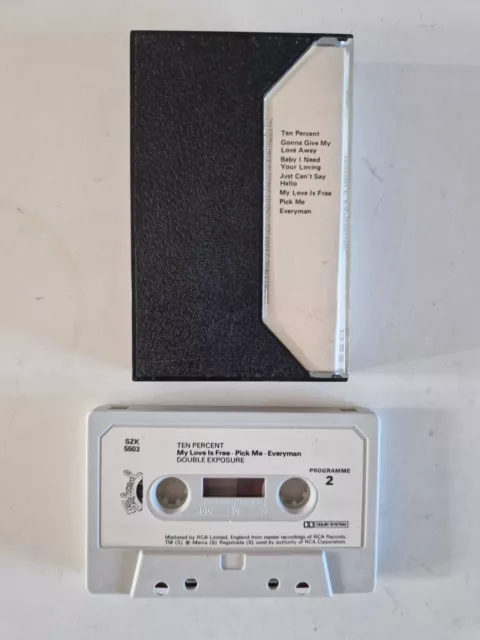 Ten Percent
Gonna Give My
Love Away
Baby I Need
Your Loving
Just Can't Say
Hello
My Love Is Free
Pick Me
Everyman
SZK
5503
TEN PERCENT
My Love Is Free · Pick Me · Everyman
DOUBLE EXPOSURE
PROGRAMME
2
DOLBY SYSTEM
Marketed by RCA Limited, England from master recordings of RCA Records.
TM (S) ® Marca (S) Registrada (S) used by authority of RCA Corporation.